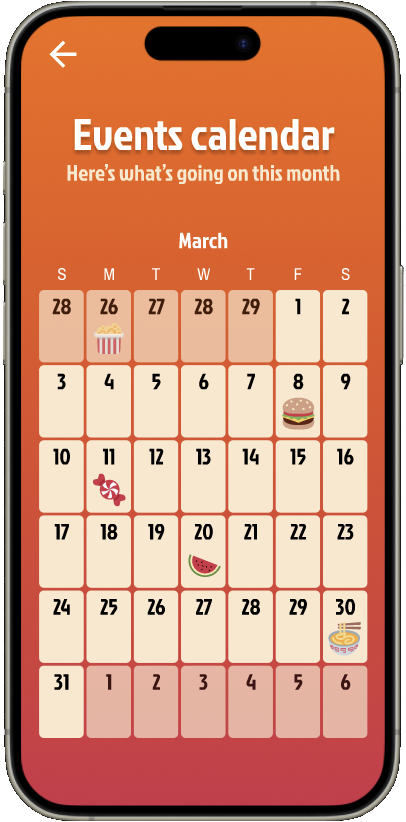 Events calendar
Here's what's going on this month
March
S M T W T F S
28 26 27 28 29 1 2
3 4 5 6 7 8 9
10 11 12 13 14 15 16
17 18 19 20 21 22 23
24 25 26 27 28 29 30
31 1 2 3 4 5 6